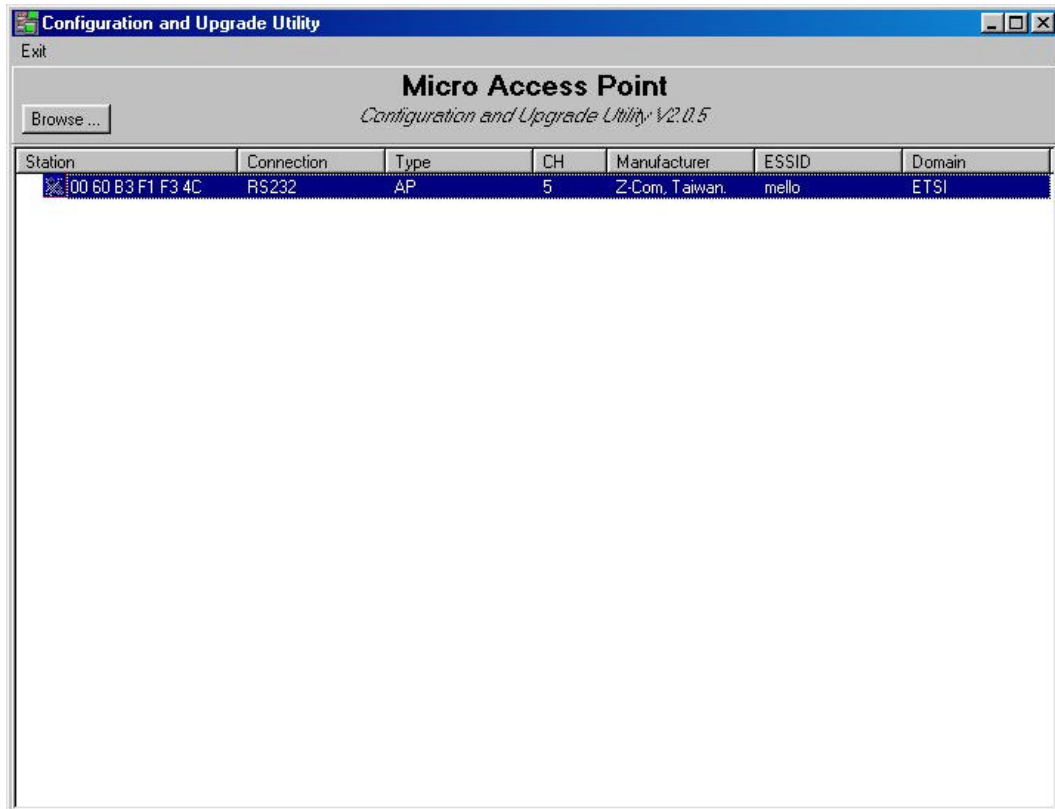 Configuration and Upgrade Utility
Exit
Micro Access Point
Configuration and Upgrade Utility V2.0.5
Browse ...
Station Connection Type CH Manufacturer ESSID Domain
00 60 B3 F1 F3 4C RS232 AP 5 Z-Com, Taiwan. mello ETSI